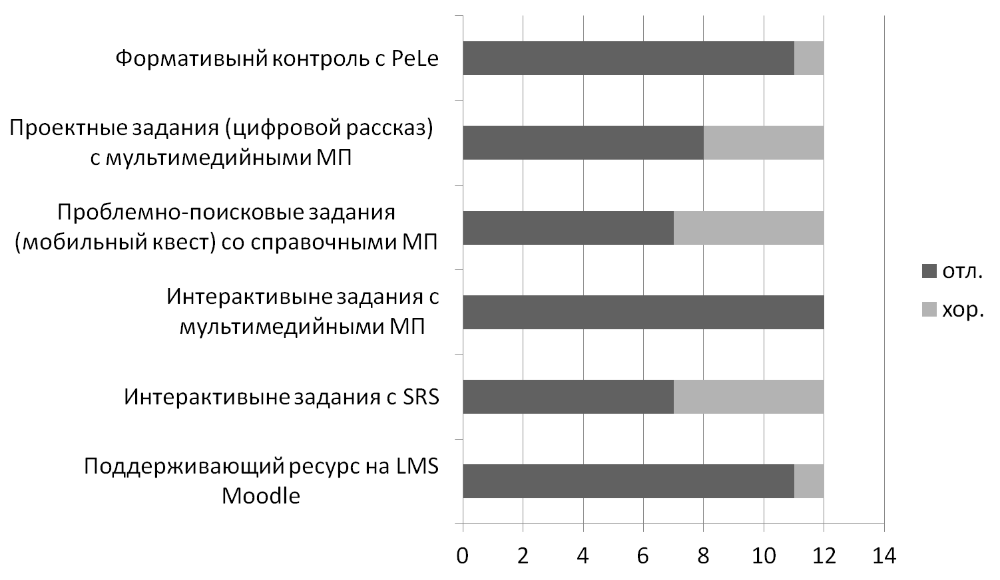 Формативынй контроль с PeLe
Проектные задания (цифровой рассказ)
с мультимедийными МП
Проблемно-поисковые задания
(мобильный квест) со справочными МП
Интерактивыне задания с
мультимедийными МП
Интерактивыне задания с SRS
Поддерживающий ресурс на LMS
Moodle
0 2 4 6 8 10 12 14
отл.
хор.